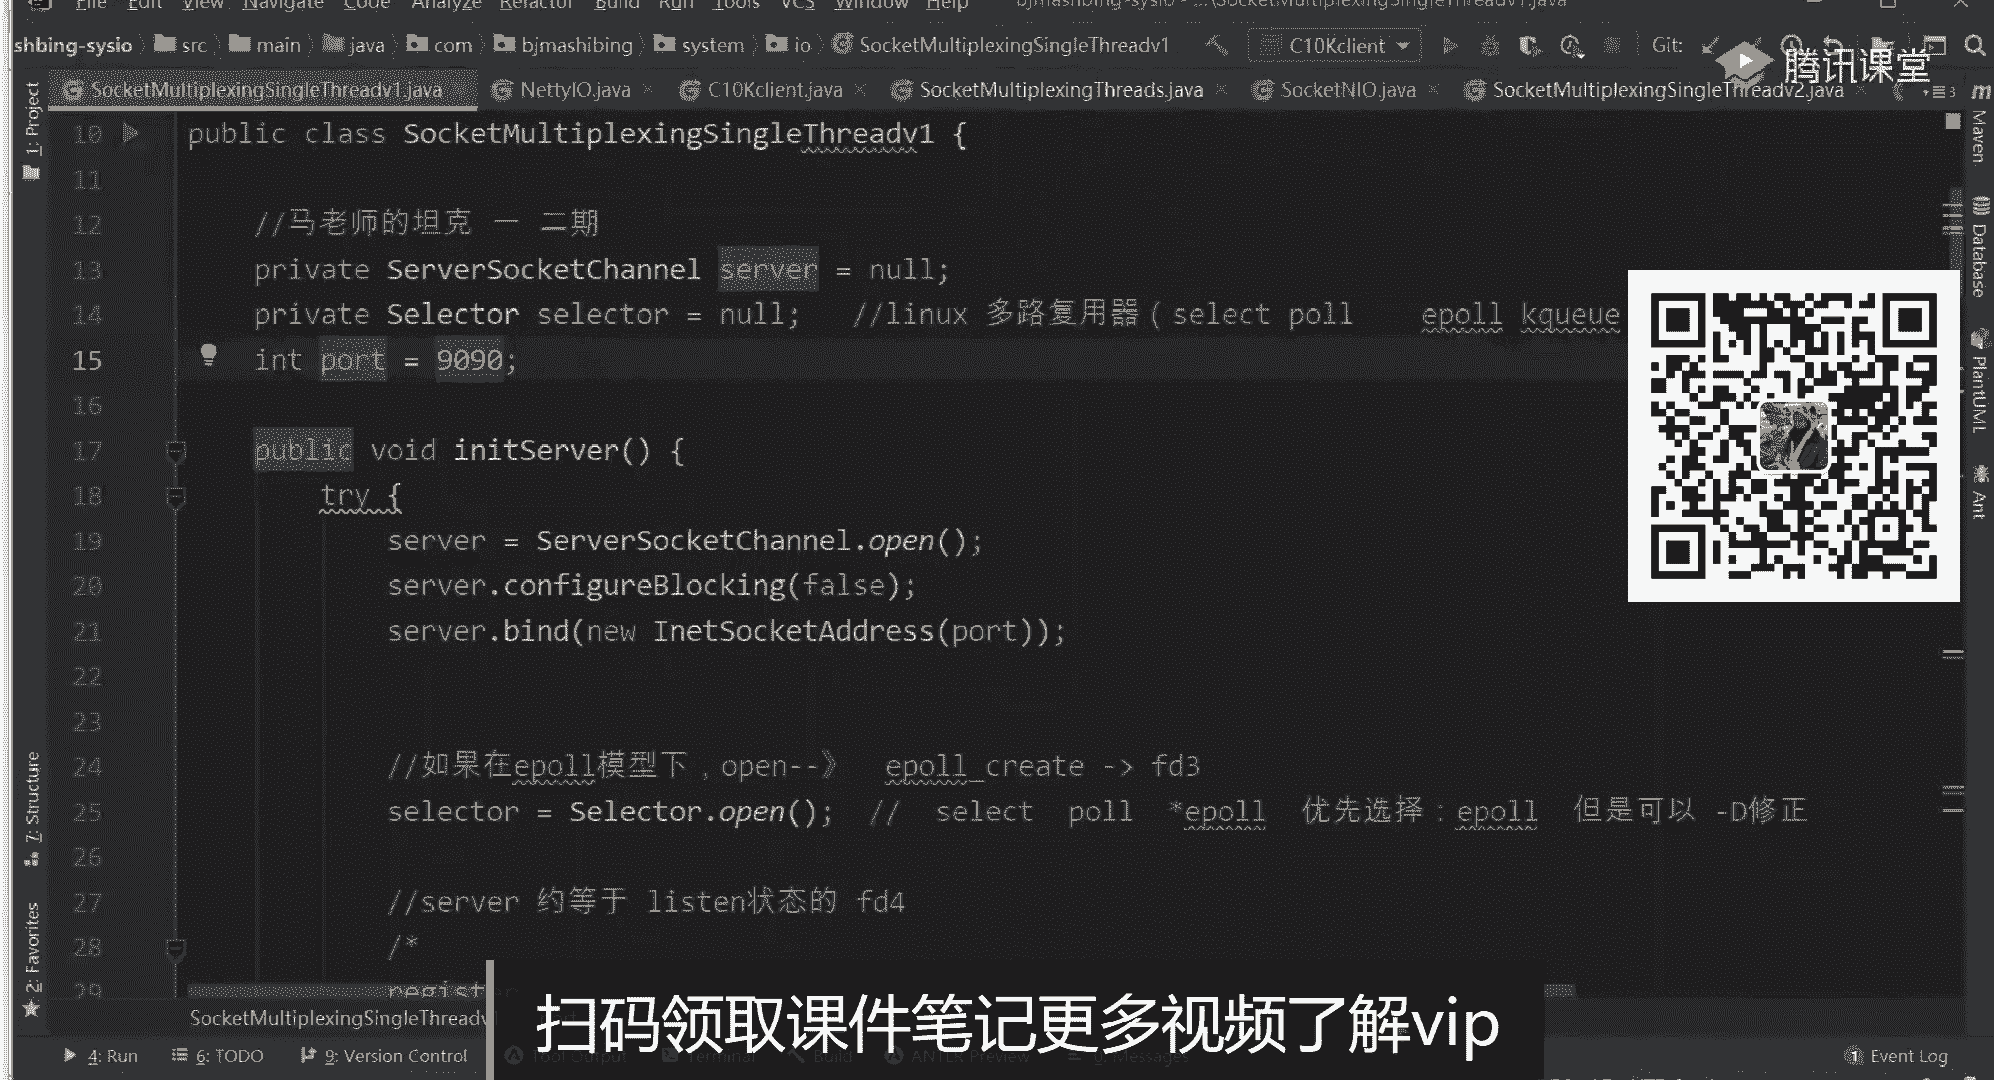 File Edit View Navigate Code Analyze Refactor Build Run Tools VCS Window Help
shbing-sysio src main java com bjmashibing system io SocketMultiplexingSingleThreadv1 C10Kclient Git:
腾讯课堂
SocketMultiplexingSingleThreadv1.java NettyIO.java C10Kclient.java SocketMultiplexingThreads.java SocketNIO.java SocketMultiplexingSingleThreadv2.java
1: Project
Maven
Database
PlantUML
Ant
10 public class SocketMultiplexingSingleThreadv1 {
11
12 //马老师的坦克 一 二期
13 private ServerSocketChannel server = null;
14 private Selector selector = null; //linux 多路复用器（select poll epoll kqueue
15 int port = 9090;
16
17 public void initServer() {
18 try {
19 server = ServerSocketChannel.open();
20 server.configureBlocking(false);
21 server.bind(new InetSocketAddress(port));
22
23
24 //如果在epoll模型下，open--》 epoll_create -> fd3
25 selector = Selector.open(); // select poll *epoll 优先选择：epoll 但是可以 -D修正
26
27 //server 约等于 listen状态的 fd4
28 /*
29
7: Structure
2: Favorites
SocketMultiplexingSingleThreadv
扫码领取课件笔记更多视频了解vip
4: Run 6: TODO 9: Version Control
1 Event Log